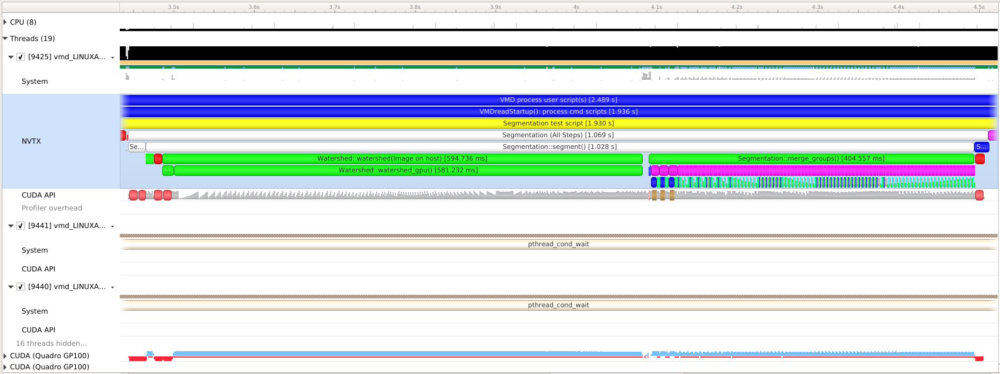 3.5s 3.6s 3.7s 3.8s 3.9s 4s 4.1s 4.2s 4.3s 4.4s 4.5s
CPU (8)
Threads (19)
[9425] vmd_LINUXA...
System
NVTX
VMD process user script(s) [2.489 s]
VMDreadStartup(): process cmd scripts [1.936 s]
Segmentation test script [1.930 s]
Segmentation (All Steps) [1.069 s] ...
Se... Segmentation::segment() [1.028 s] S...
Watershed::watershed(Image on host) [594.736 ms] Segmentation::merge_groups() [404.557 ms] ...
... Watershed::watershed_gpu() [581.232 ms] ... ...
CUDA API
Profiler overhead
[9441] vmd_LINUXA...
pthread_cond_wait
System
CUDA API
[9440] vmd_LINUXA...
pthread_cond_wait
System
CUDA API
16 threads hidden...
CUDA (Quadro GP100)
CUDA (Quadro GP100)